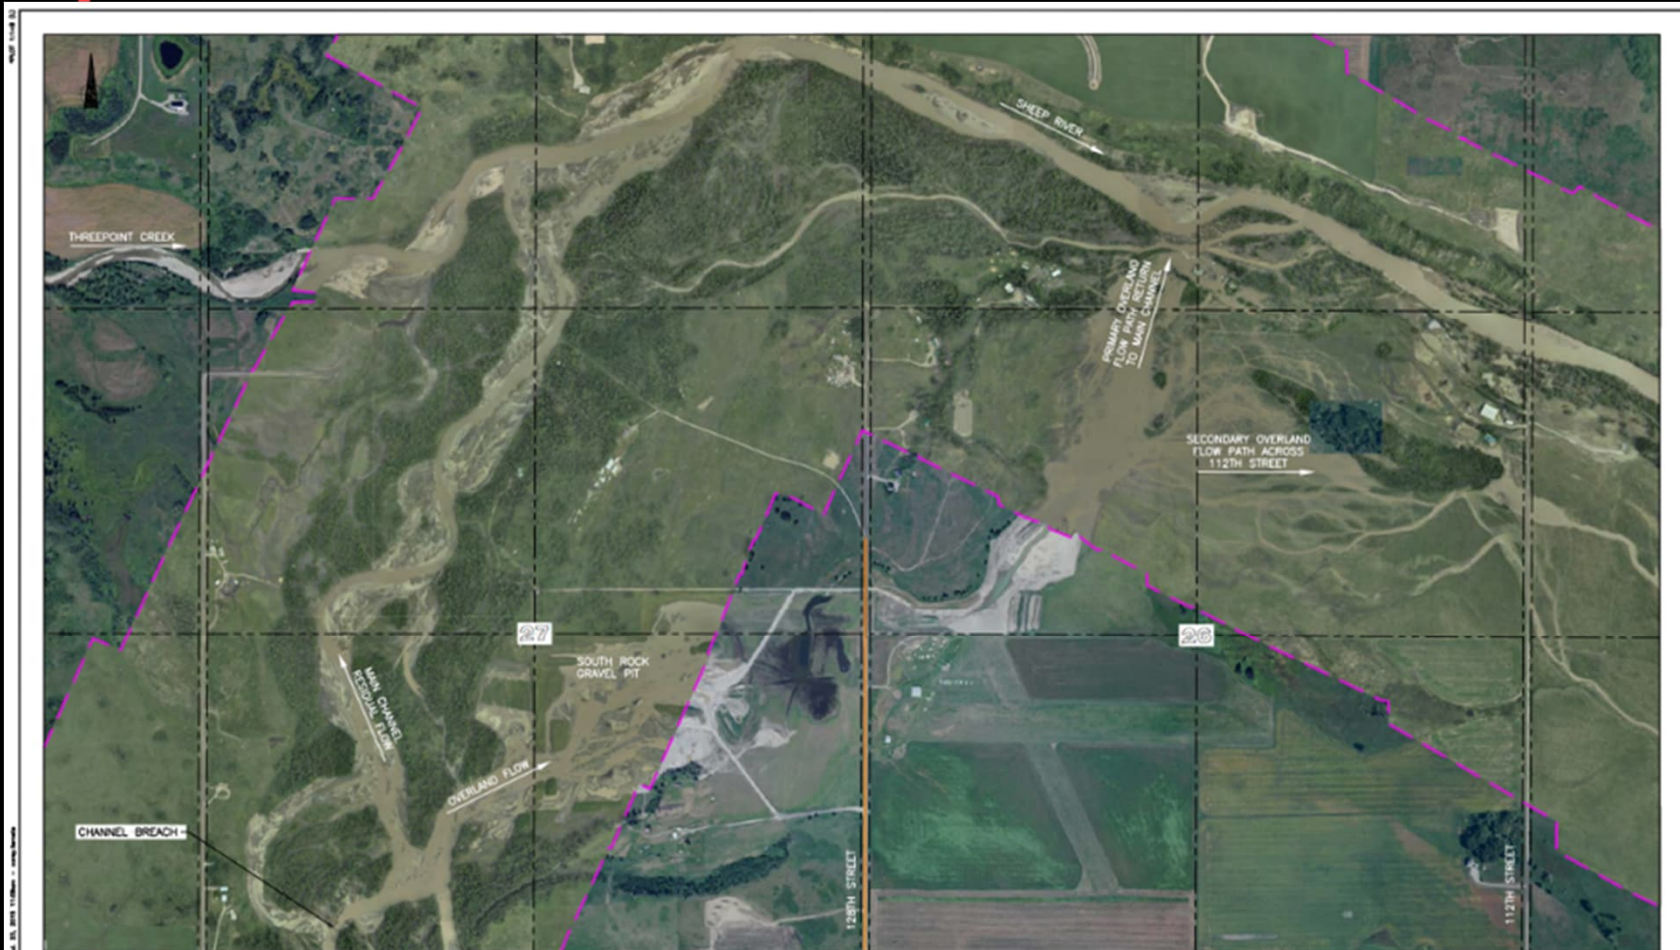 SHEEP RIVER
THREEPOINT CREEK
PRIMARY OVERLAND
FLOW PATH RETURN
TO MAIN CHANNEL
SECONDARY OVERLAND
FLOW PATH ACROSS
112TH STREET
27
26
SOUTH ROCK
GRAVEL PIT
MAIN CHANNEL
RESIDUAL FLOW
OVERLAND FLOW
CHANNEL BREACH
128TH STREET
112TH STREET